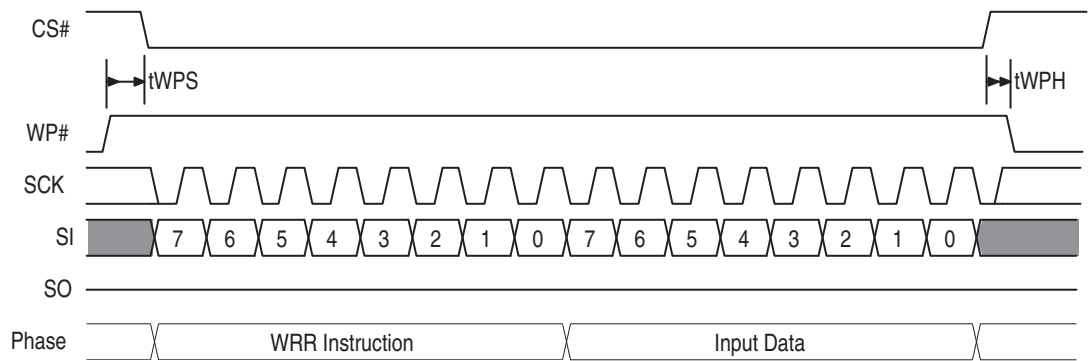 CS#
tWPS tWPH
WP#
SCK
SI 7 6 5 4 3 2 1 0 7 6 5 4 3 2 1 0
SO
Phase WRR Instruction Input Data